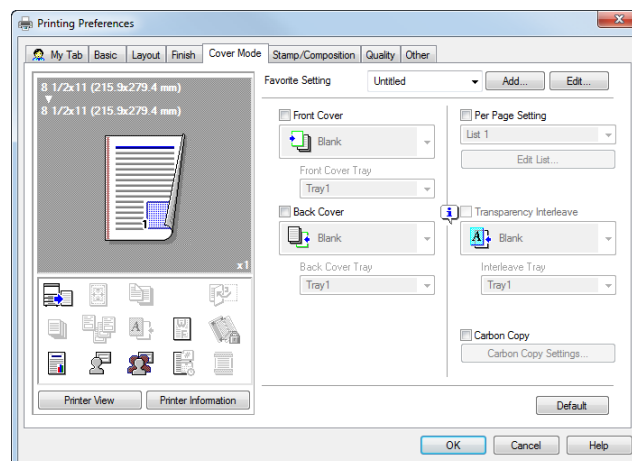 Printing Preferences
My Tab Basic Layout Finish Cover Mode Stamp/Composition Quality Other
8 1/2x11 (215.9x279.4 mm)
8 1/2x11 (215.9x279.4 mm)
1
x1
Printer View Printer Information
Favorite Setting Untitled Add... Edit...
Front Cover
Blank
Front Cover Tray
Tray1
Back Cover
Blank
Back Cover Tray
Tray1
Per Page Setting
List 1
Edit List...
Transparency Interleave
Blank
Interleave Tray
Tray1
Carbon Copy
Carbon Copy Settings...
Default
OK Cancel Help